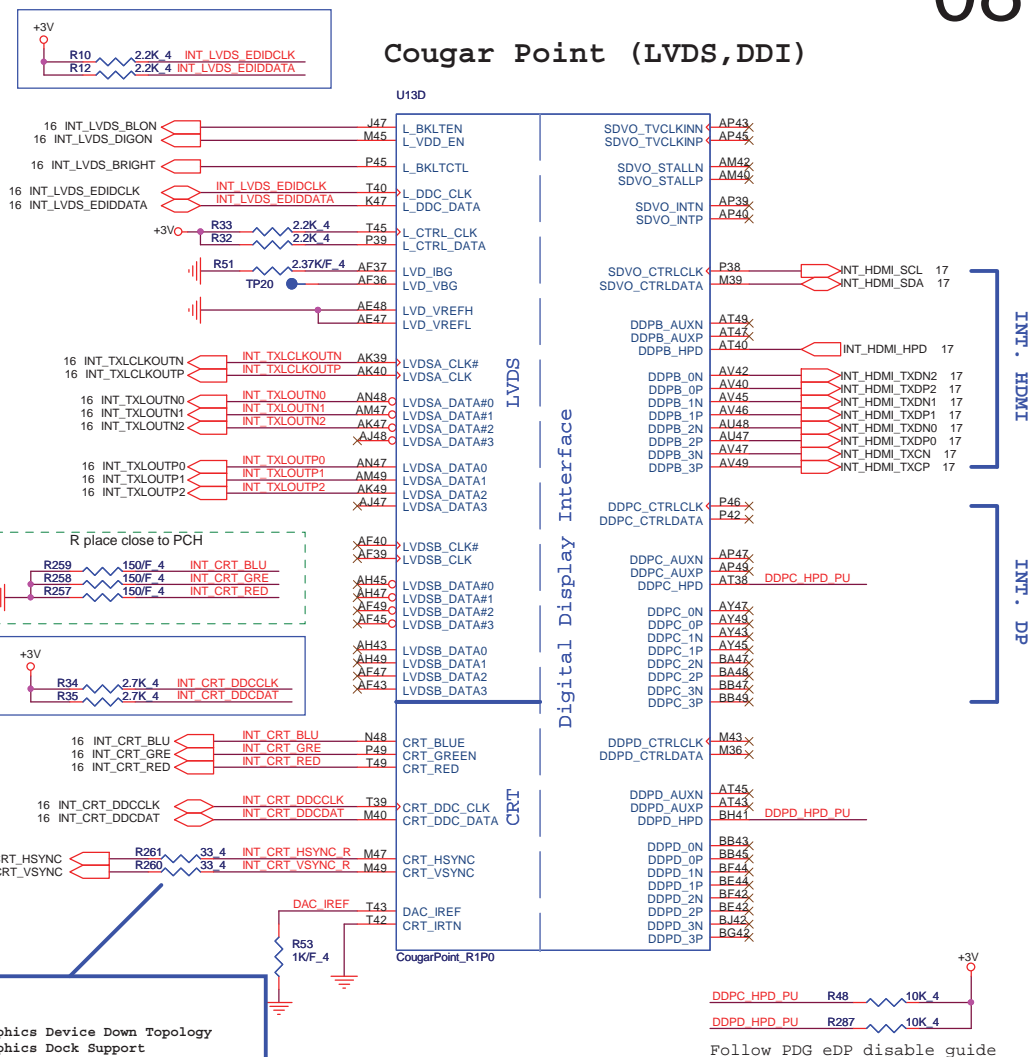 08
Cougar Point (LVDS,DDI)
+3V
R10 2.2K_4 INT_LVDS_EDIDCLK
R12 2.2K_4 INT_LVDS_EDIDDATA
U13D
16 INT_LVDS_BLON J47 L_BKLTEN
16 INT_LVDS_DIGON M45 L_VDD_EN
16 INT_LVDS_BRIGHT P45 L_BKLTCTL
16 INT_LVDS_EDIDCLK INT_LVDS_EDIDCLK T40 L_DDC_CLK
16 INT_LVDS_EDIDDATA INT_LVDS_EDIDDATA K47 L_DDC_DATA
+3V R33 2.2K_4 T45 L_CTRL_CLK
R32 2.2K_4 P39 L_CTRL_DATA
R51 2.37K/F_4 AF37 LVD_IBG
TP20 AF36 LVD_VBG
AE48 LVD_VREFH
AE47 LVD_VREFL
16 INT_TXLCLKOUTN INT_TXLCLKOUTN AK39 LVDSA_CLK#
16 INT_TXLCLKOUTP INT_TXLCLKOUTP AK40 LVDSA_CLK
16 INT_TXLOUTN0 INT_TXLOUTN0 AN48 LVDSA_DATA#0
16 INT_TXLOUTN1 INT_TXLOUTN1 AM47 LVDSA_DATA#1
16 INT_TXLOUTN2 INT_TXLOUTN2 AK47 LVDSA_DATA#2
AJ48 LVDSA_DATA#3
16 INT_TXLOUTP0 INT_TXLOUTP0 AN47 LVDSA_DATA0
16 INT_TXLOUTP1 INT_TXLOUTP1 AM49 LVDSA_DATA1
16 INT_TXLOUTP2 INT_TXLOUTP2 AK49 LVDSA_DATA2
AJ47 LVDSA_DATA3
AF40 LVDSB_CLK#
AF39 LVDSB_CLK
AH45 LVDSB_DATA#0
AH47 LVDSB_DATA#1
AF49 LVDSB_DATA#2
AF45 LVDSB_DATA#3
AH43 LVDSB_DATA0
AH49 LVDSB_DATA1
AF47 LVDSB_DATA2
AF43 LVDSB_DATA3
LVDS
R place close to PCH
R259 150/F_4 INT_CRT_BLU
R258 150/F_4 INT_CRT_GRE
R257 150/F_4 INT_CRT_RED
+3V
R34 2.7K_4 INT_CRT_DDCCLK
R35 2.7K_4 INT_CRT_DDCDAT
16 INT_CRT_BLU INT_CRT_BLU N48 CRT_BLUE
16 INT_CRT_GRE INT_CRT_GRE P49 CRT_GREEN
16 INT_CRT_RED INT_CRT_RED T49 CRT_RED
16 INT_CRT_DDCCLK INT_CRT_DDCCLK T39 CRT_DDC_CLK
16 INT_CRT_DDCDAT INT_CRT_DDCDAT M40 CRT_DDC_DATA
CRT
CRT_HSYNC R261 33_4 INT_CRT_HSYNC_R M47 CRT_HSYNC
CRT_VSYNC R260 33_4 INT_CRT_VSYNC_R M49 CRT_VSYNC
DAC_IREF T43 DAC_IREF
T42 CRT_IRTN
R53
1K/F_4
CougarPoint_R1P0
phics Device Down Topology
phics Dock Support
Digital Display Interface
SDVO_TVCLKINN AP43
SDVO_TVCLKINP AP45
SDVO_STALLN AM42
SDVO_STALLP AM40
SDVO_INTN AP39
SDVO_INTP AP40
SDVO_CTRLCLK P38 INT_HDMI_SCL 17
SDVO_CTRLDATA M39 INT_HDMI_SDA 17
DDPB_AUXN AT49
DDPB_AUXP AT47
DDPB_HPD AT40 INT_HDMI_HPD 17
DDPB_0N AV42 INT_HDMI_TXDN2 17
DDPB_0P AV40 INT_HDMI_TXDP2 17
DDPB_1N AV45 INT_HDMI_TXDN1 17
DDPB_1P AV46 INT_HDMI_TXDP1 17
DDPB_2N AU48 INT_HDMI_TXDN0 17
DDPB_2P AU47 INT_HDMI_TXDP0 17
DDPB_3N AV47 INT_HDMI_TXCN 17
DDPB_3P AV49 INT_HDMI_TXCP 17
INT. HDMI
DDPC_CTRLCLK P46
DDPC_CTRLDATA P42
DDPC_AUXN AP47
DDPC_AUXP AP49
DDPC_HPD AT38 DDPC_HPD_PU
DDPC_0N AY47
DDPC_0P AY49
DDPC_1N AY43
DDPC_1P AY45
DDPC_2N BA47
DDPC_2P BA48
DDPC_3N BB47
DDPC_3P BB49
INT. DP
DDPD_CTRLCLK M43
DDPD_CTRLDATA M36
DDPD_AUXN AT45
DDPD_AUXP AT43
DDPD_HPD BH41 DDPD_HPD_PU
DDPD_0N BB43
DDPD_0P BB45
DDPD_1N BF44
DDPD_1P BE44
DDPD_2N BF42
DDPD_2P BE42
DDPD_3N BJ42
DDPD_3P BG42
+3V
DDPC_HPD_PU R48 10K_4
DDPD_HPD_PU R287 10K_4
Follow PDG eDP disable guide